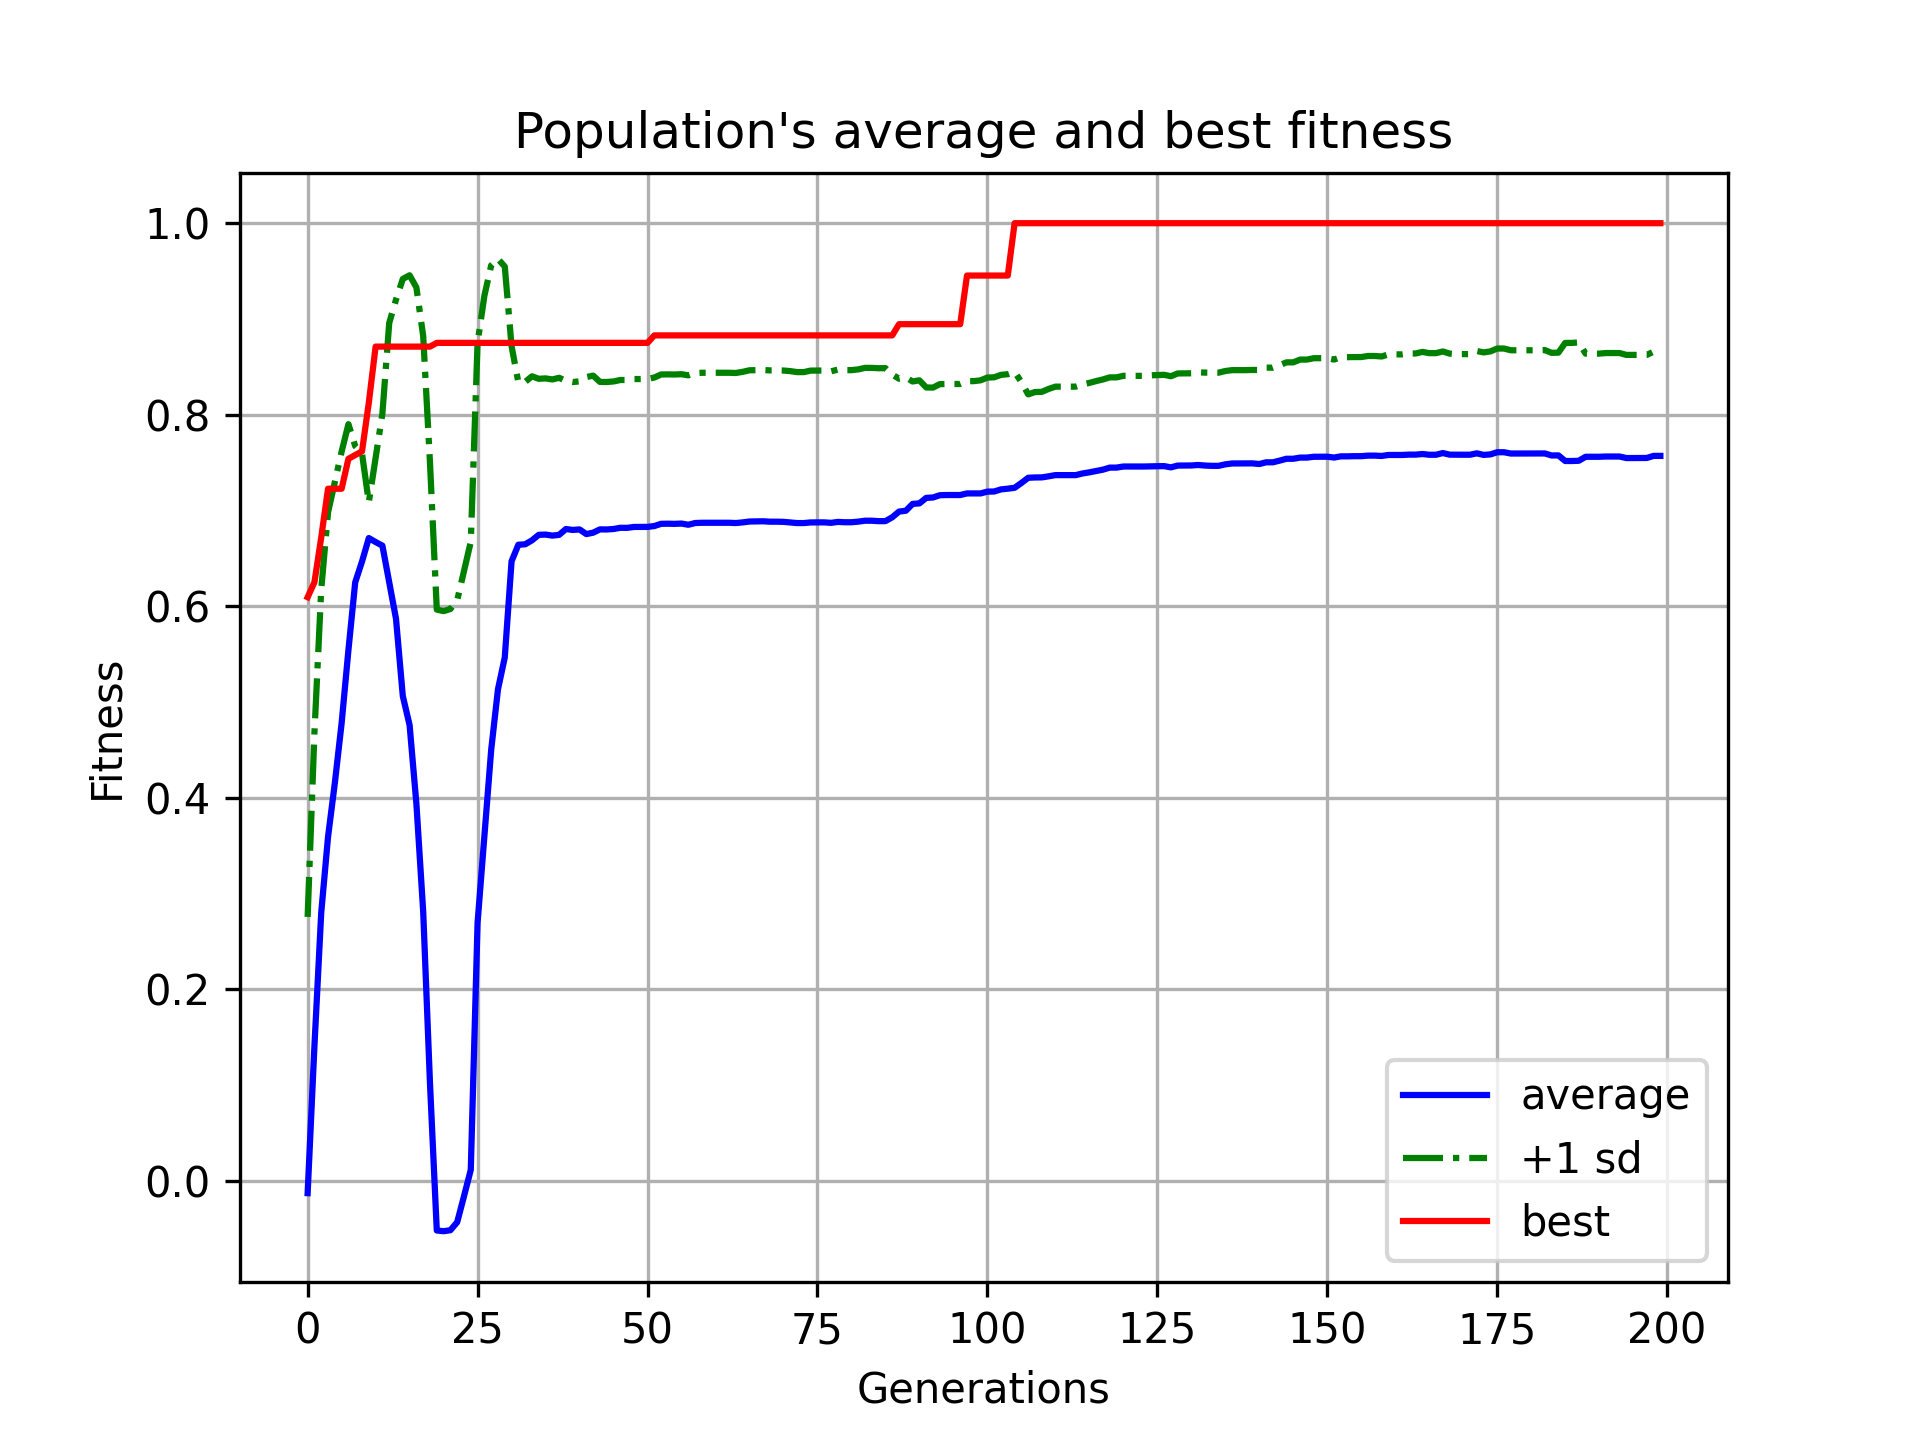 Population's average and best fitness
1.0
0.8
0.6
0.4
0.2
0.0
Fitness
0 25 50 75 100 125 150 175 200
Generations
average
+1 sd
best